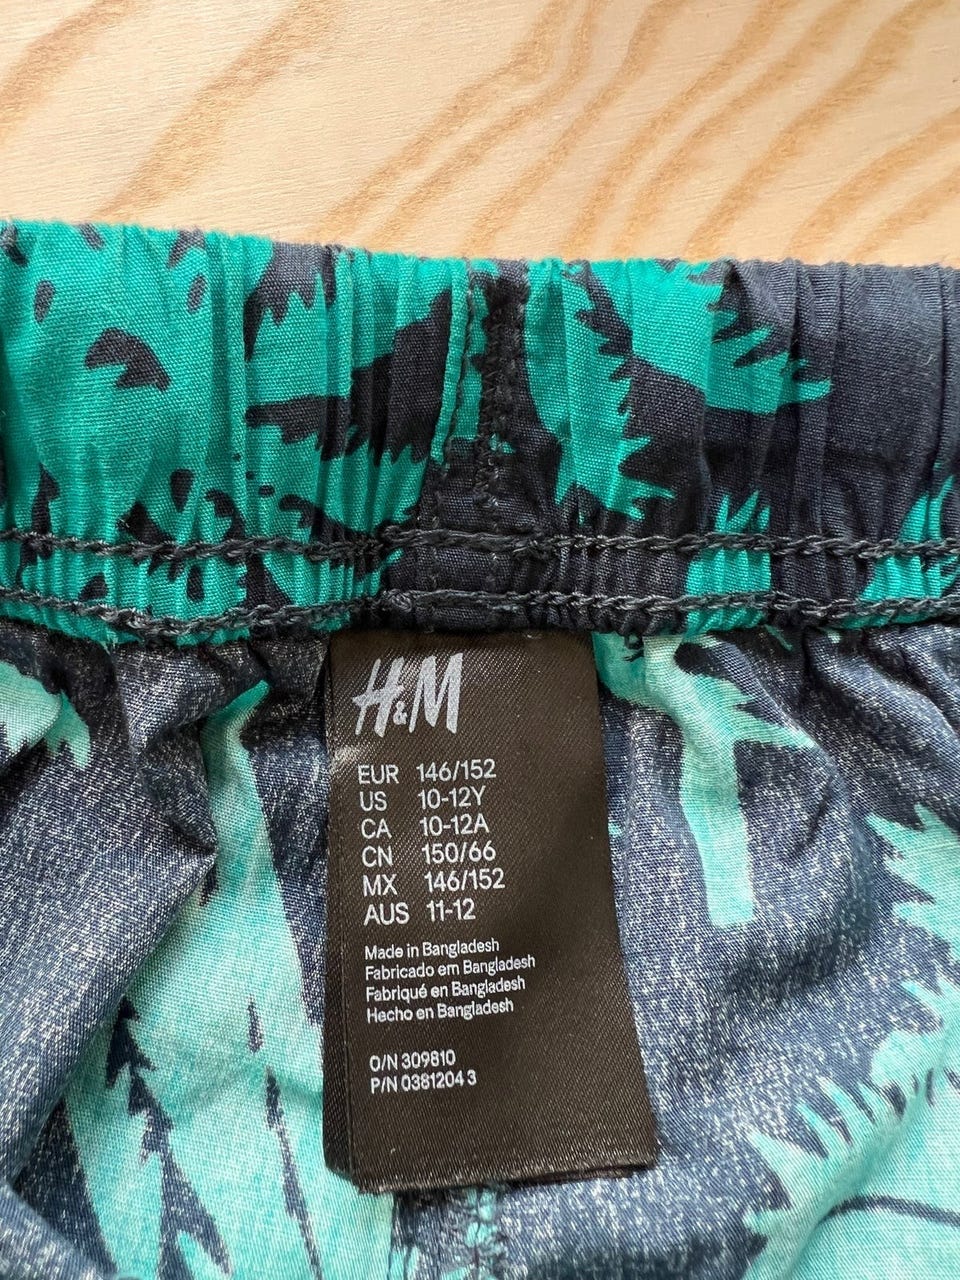 H&M
EUR 146/152
US 10-12Y
CA 10-12A
CN 150/66
MX 146/152
AUS 11-12
Made in Bangladesh
Fabricado em Bangladesh
Fabriqué en Bangladesh
Hecho en Bangladesh
O/N 309810
P/N 0381204 3